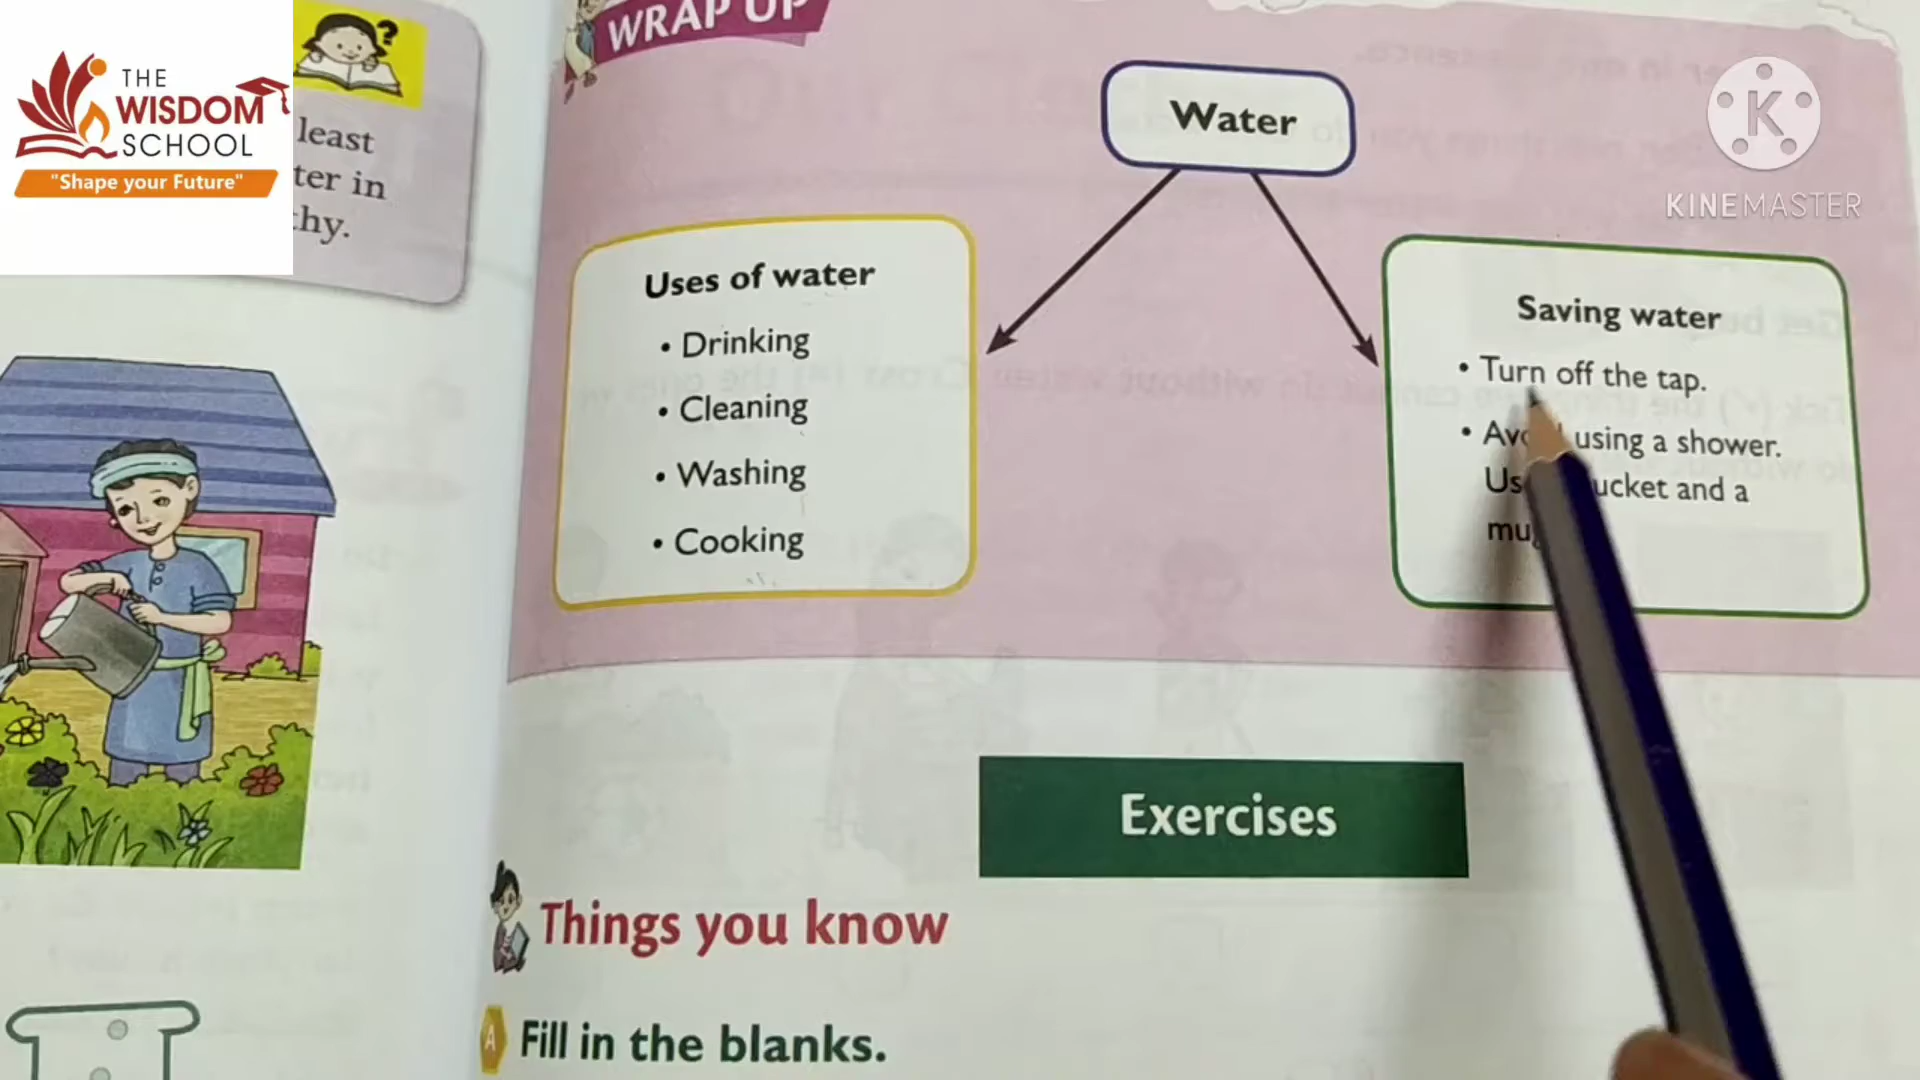 THE
WISDOM
SCHOOL
"Shape your Future"
?
least
ter in
hy.
WRAP UP
KINEMASTER
Water
Uses of water
• Drinking
• Cleaning
• Washing
• Cooking
Saving water
• Turn off the tap.
• using a shower.
and a
Exercises
Things you know
A Fill in the blanks.